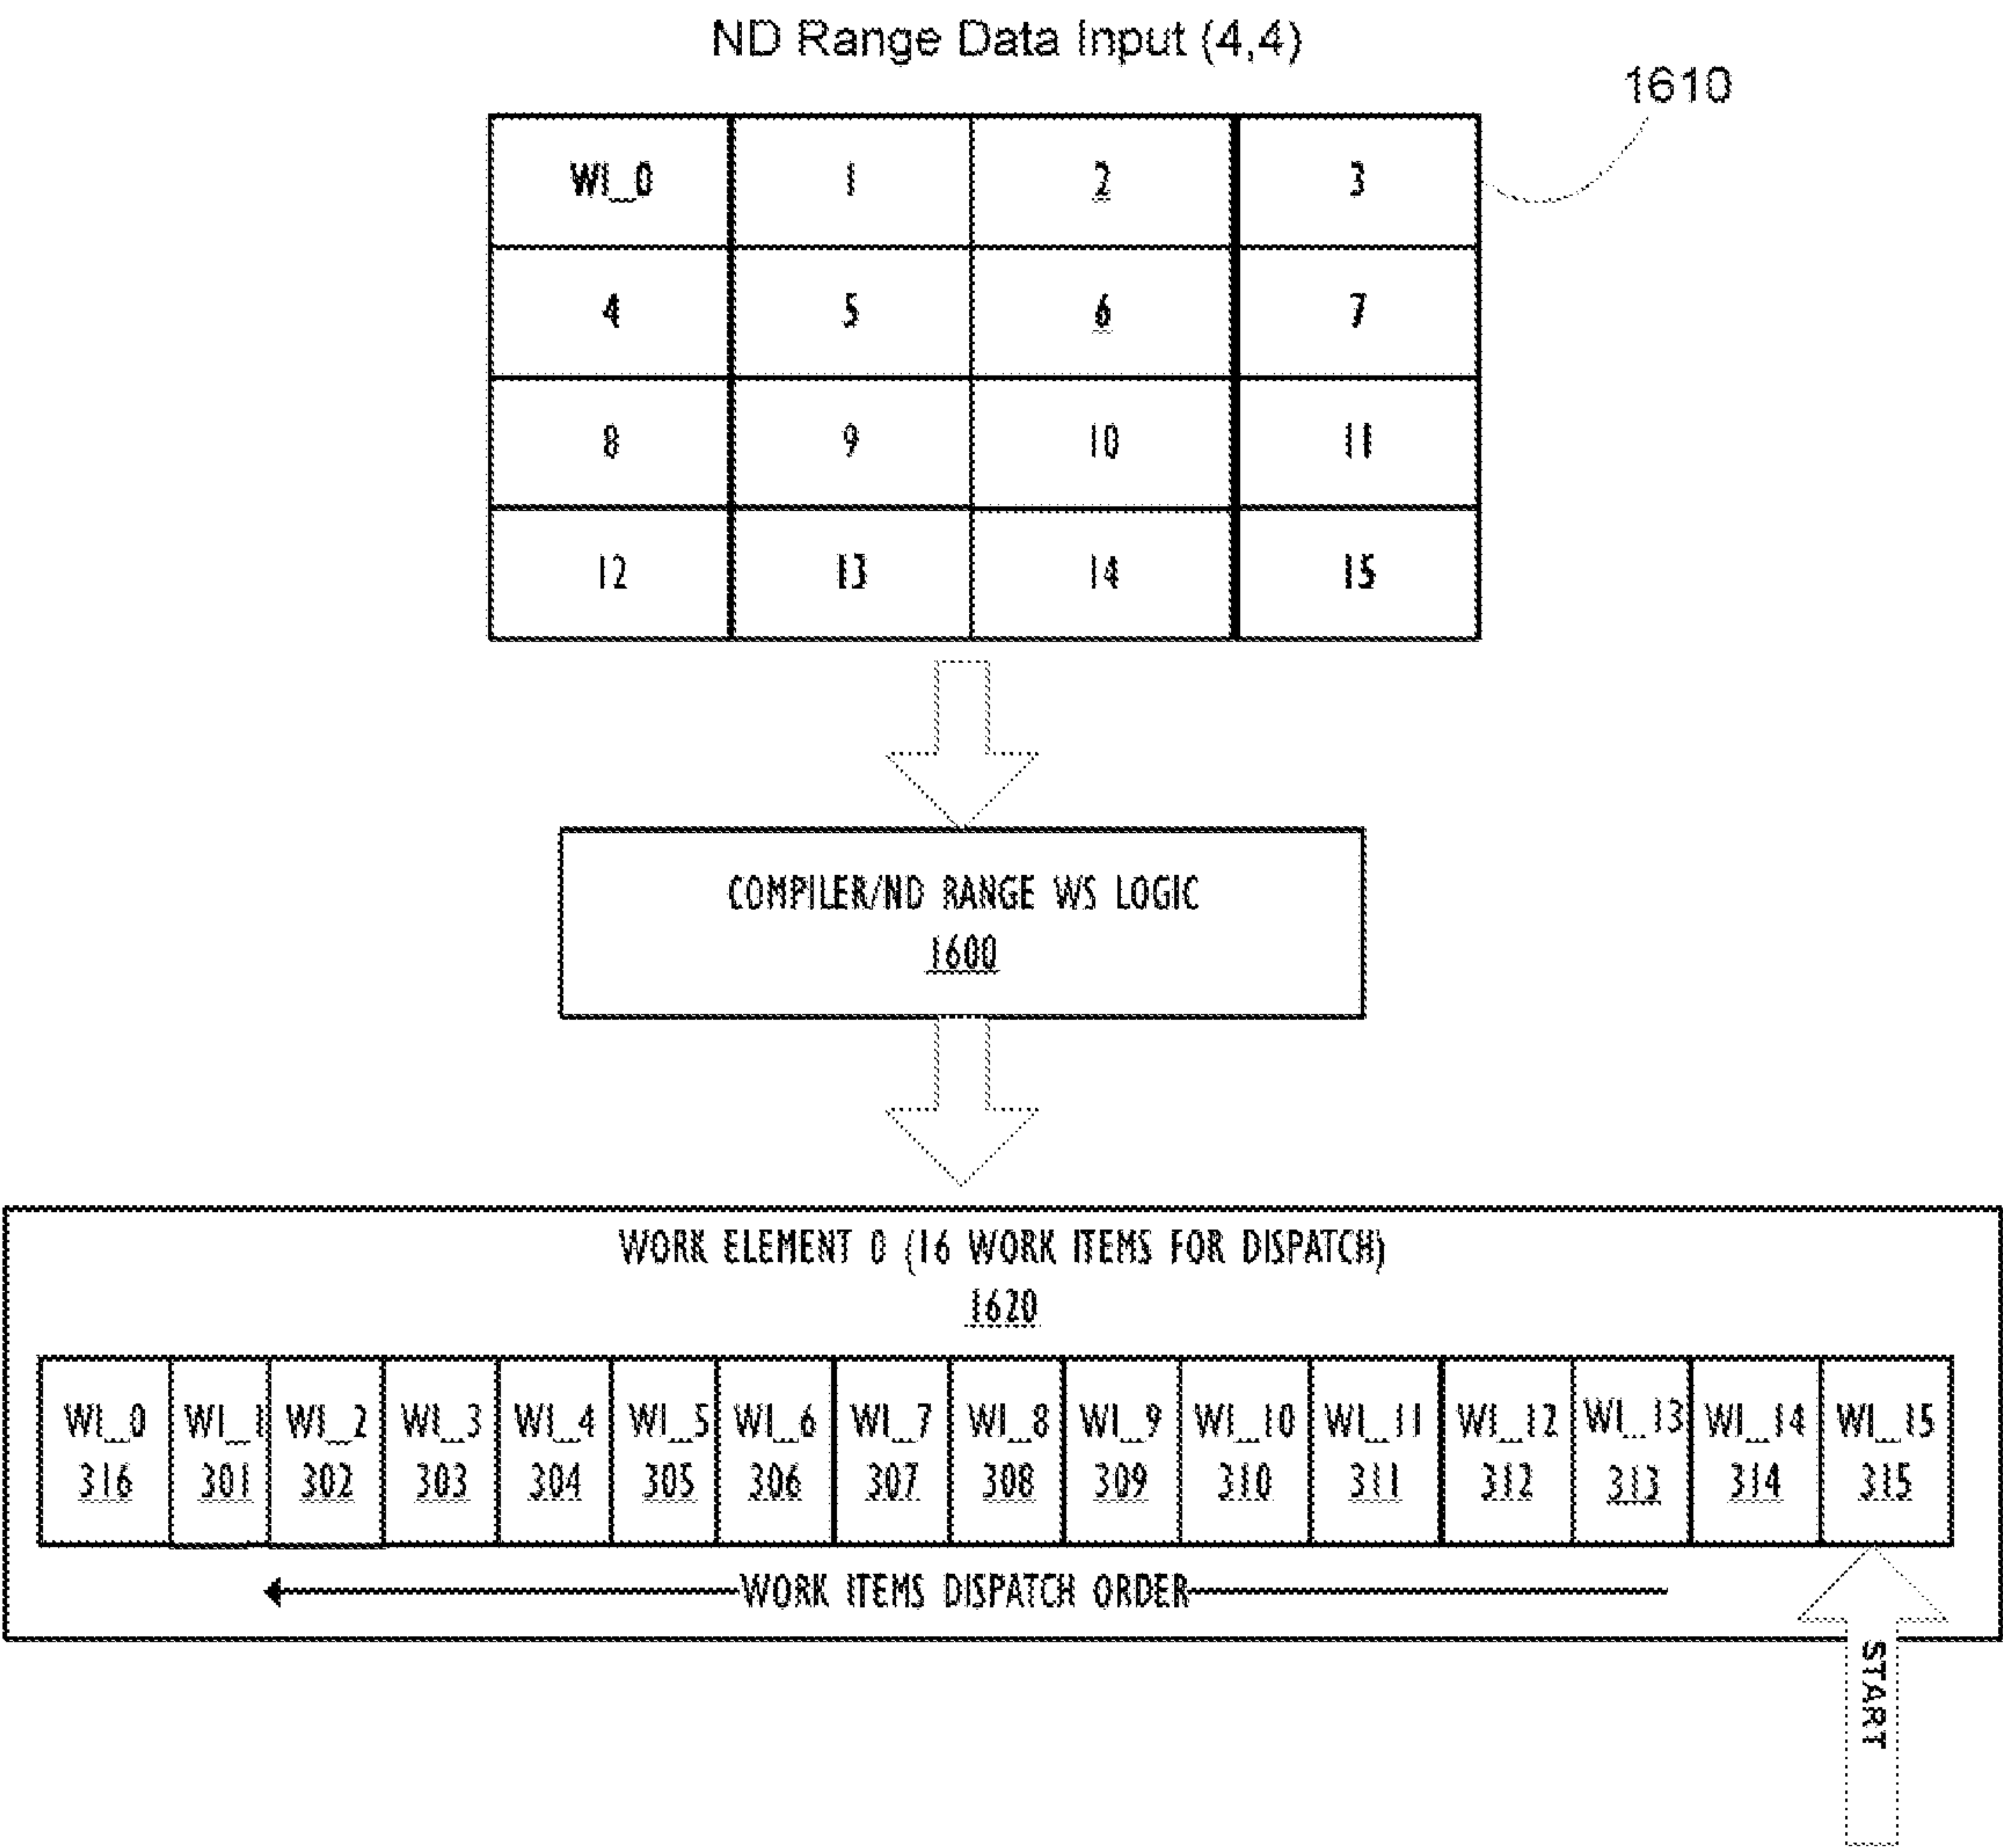 ND Range Data Input (4,4)
1610
WI_0 1 2 3
4 5 6 7
8 9 10 11
12 13 14 15
COMPILER/ND RANGE WS LOGIC
1600
WORK ELEMENT 0 (16 WORK ITEMS FOR DISPATCH)
1620
WI_0 WI_1 WI_2 WI_3 WI_4 WI_5 WI_6 WI_7 WI_8 WI_9 WI_10 WI_11 WI_12 WI_13 WI_14 WI_15
316 301 302 303 304 305 306 307 308 309 310 311 312 313 314 315
WORK ITEMS DISPATCH ORDER
START